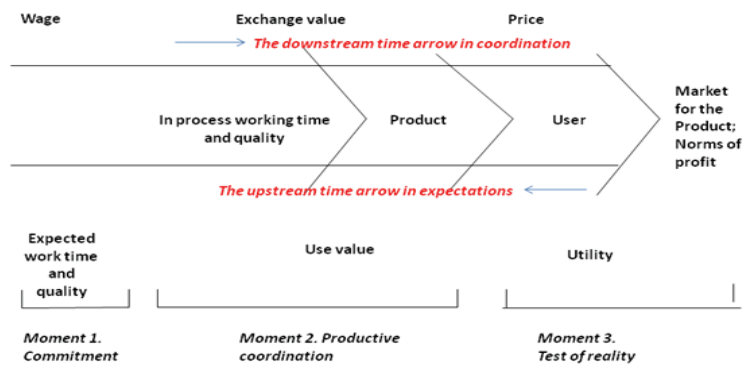 Wage Exchange value Price
The downstream time arrow in coordination
In process working time
and quality
Product
User
Market
for the
Product;
Norms of
profit
The upstream time arrow in expectations
Expected
work time
and
quality
Use value
Utility
Moment 1.
Commitment
Moment 2. Productive
coordination
Moment 3.
Test of reality